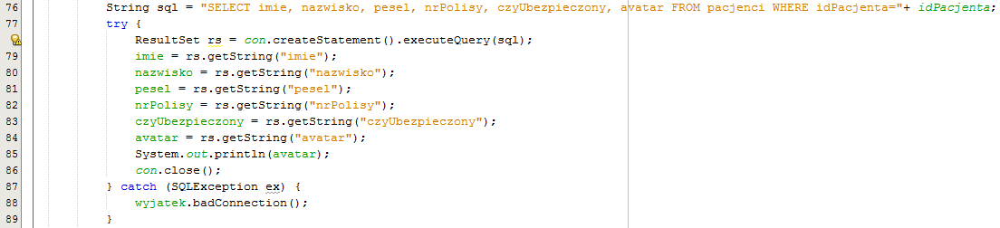 76 String sql = "SELECT imie, nazwisko, pesel, nrPolisy, czyUbezpieczony, avatar FROM pacjenci WHERE idPacjenta="+ idPacjenta;
77 try {
ResultSet rs = con.createStatement().executeQuery(sql);
79 imie = rs.getString("imie");
80 nazwisko = rs.getString("nazwisko");
81 pesel = rs.getString("pesel");
82 nrPolisy = rs.getString("nrPolisy");
83 czyUbezpieczony = rs.getString("czyUbezpieczony");
84 avatar = rs.getString("avatar");
85 System.out.println(avatar);
86 con.close();
87 } catch (SQLException ex) {
88 wyjatek.badConnection();
89 }